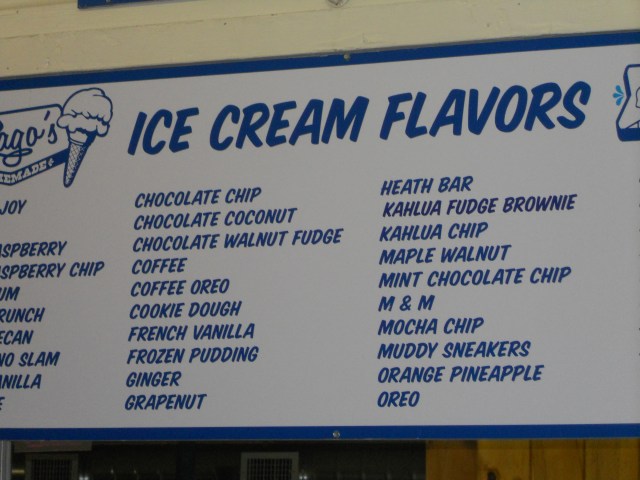 ICE CREAM FLAVORS
CHOCOLATE CHIP
CHOCOLATE COCONUT
CHOCOLATE WALNUT FUDGE
COFFEE
COFFEE OREO
COOKIE DOUGH
FRENCH VANILLA
FROZEN PUDDING
GINGER
GRAPENUT
HEATH BAR
KAHLUA FUDGE BROWNIE
KAHLUA CHIP
MAPLE WALNUT
MINT CHOCOLATE CHIP
M & M
MOCHA CHIP
MUDDY SNEAKERS
ORANGE PINEAPPLE
OREO
CHIP
SLAM